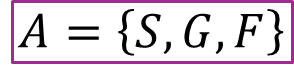 A = {S, G, F}